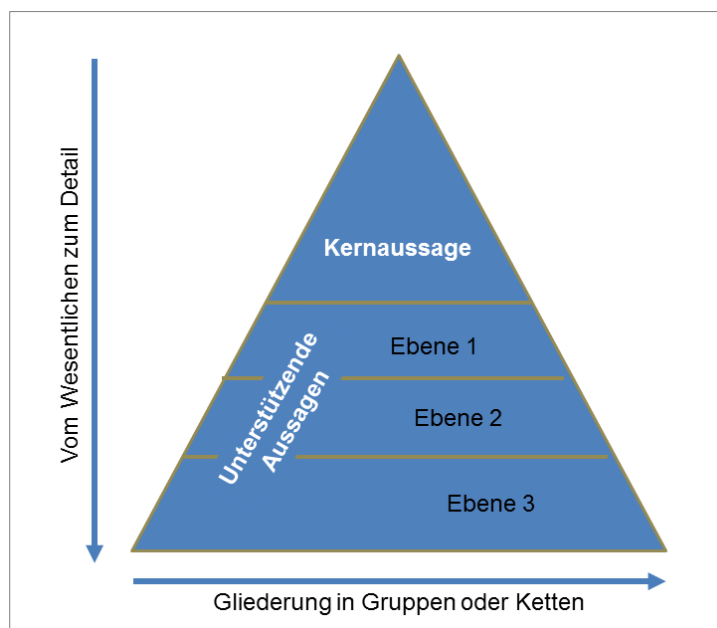 Vom Wesentlichen zum Detail
Kernaussage
Unterstützende
Aussagen
Ebene 1
Ebene 2
Ebene 3
Gliederung in Gruppen oder Ketten